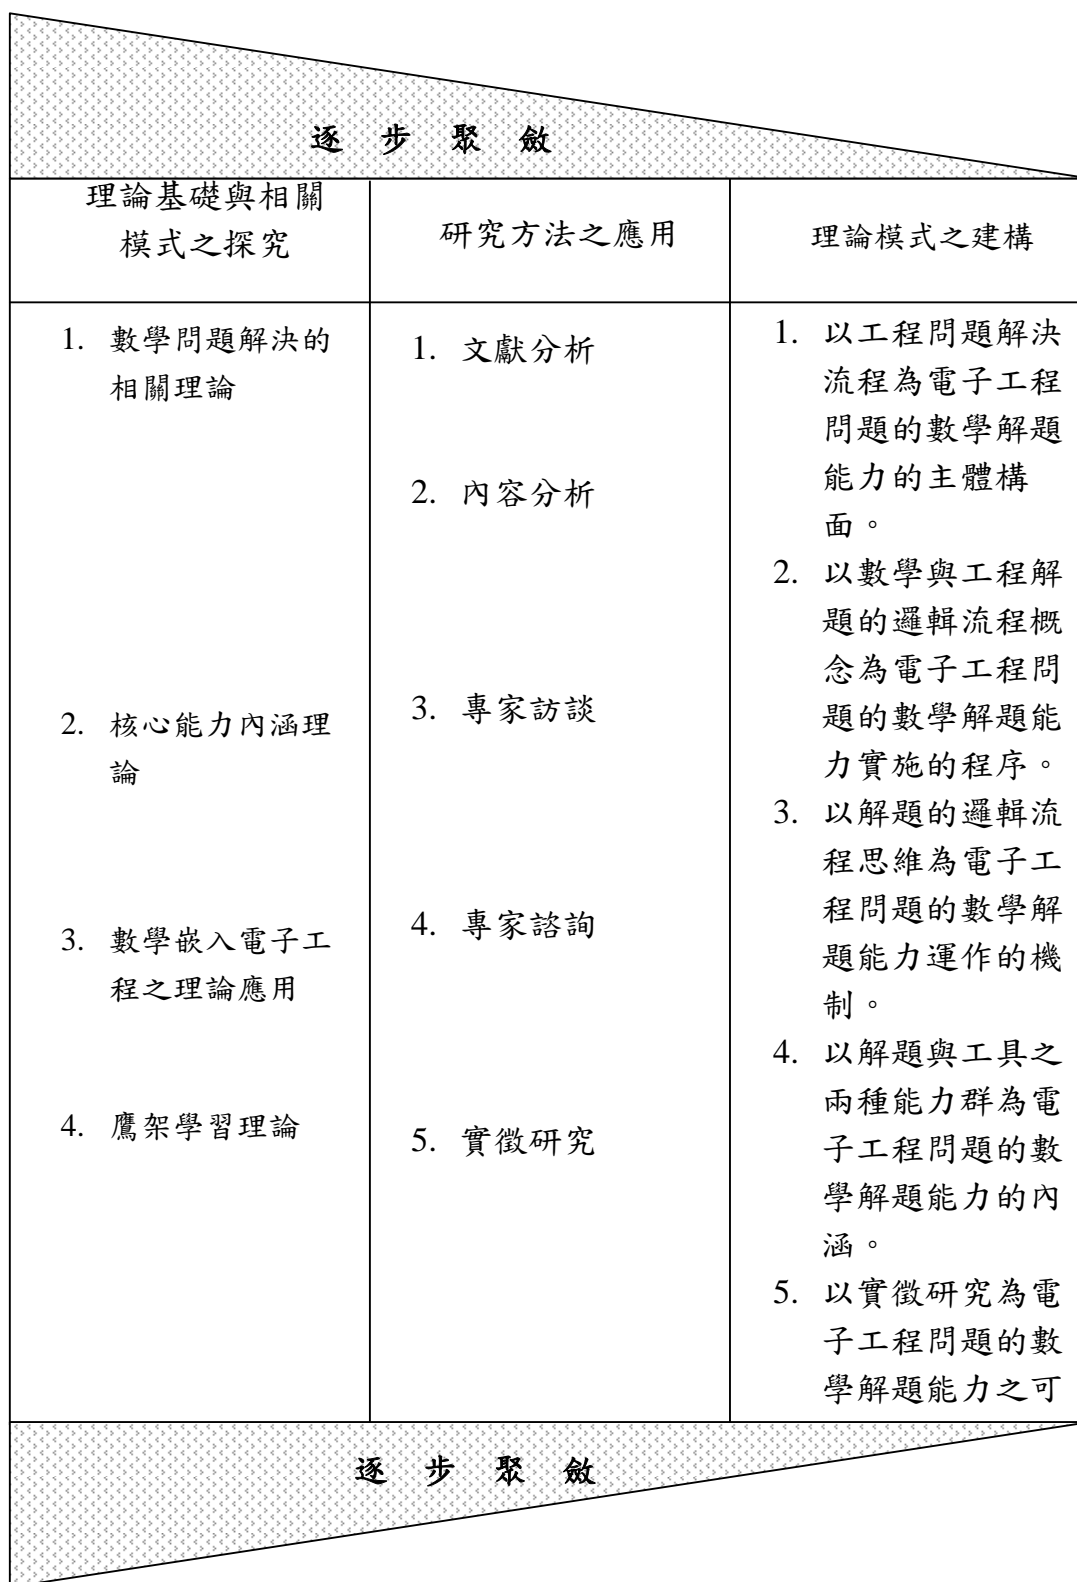 逐 步 聚 斂
理論基礎與相關
模式之探究
研究方法之應用
理論模式之建構
1. 數學問題解決的
相關理論
2. 核心能力內涵理
論
3. 數學嵌入電子工
程之理論應用
4. 鷹架學習理論
1. 文獻分析
2. 內容分析
3. 專家訪談
4. 專家諮詢
5. 實徵研究
1. 以工程問題解決
流程為電子工程
問題的數學解題
能力的主體構
面。
2. 以數學與工程解
題的邏輯流程概
念為電子工程問
題的數學解題能
力實施的程序。
3. 以解題的邏輯流
程思維為電子工
程問題的數學解
題能力運作的機
制。
4. 以解題與工具之
兩種能力群為電
子工程問題的數
學解題能力的內
涵。
5. 以實徵研究為電
子工程問題的數
學解題能力之可
逐 步 聚 斂